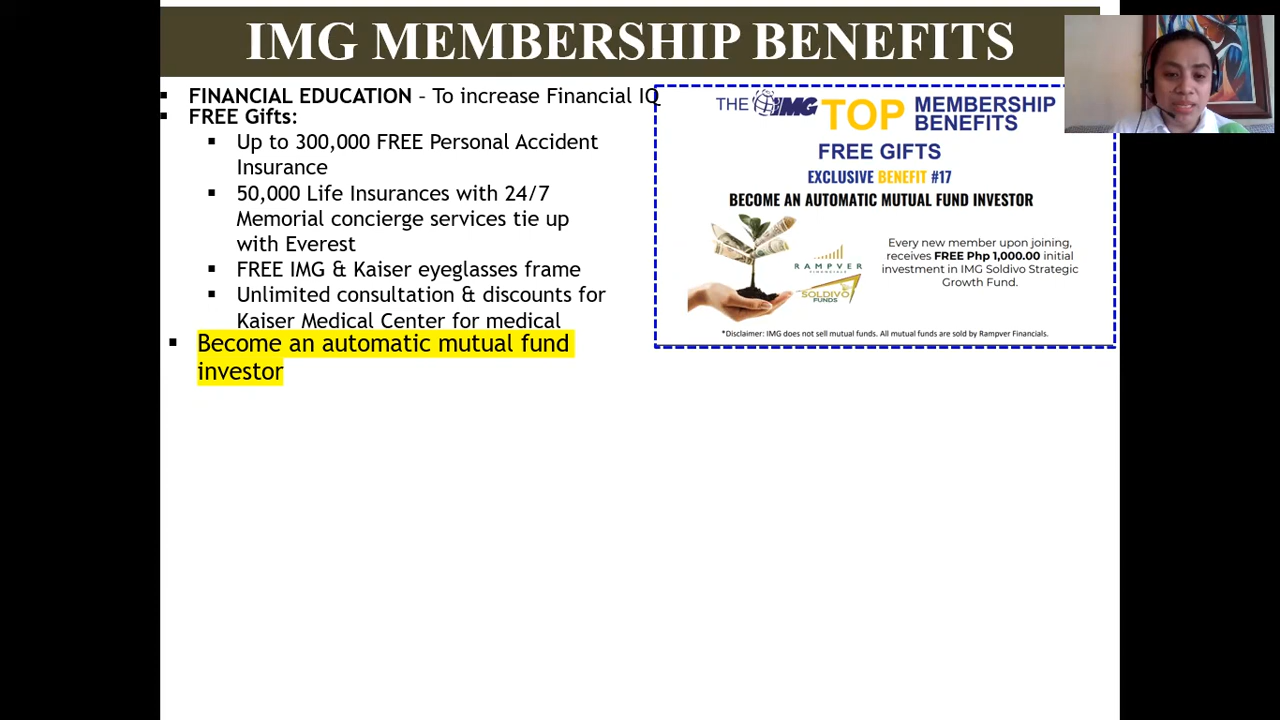 IMG MEMBERSHIP BENEFITS
FINANCIAL EDUCATION – To increase Financial IQ
FREE Gifts:
Up to 300,000 FREE Personal Accident
Insurance
50,000 Life Insurances with 24/7
Memorial concierge services tie up
with Everest
FREE IMG & Kaiser eyeglasses frame
Unlimited consultation & discounts for
Kaiser Medical Center for medical
Become an automatic mutual fund
investor
THE IMG TOP MEMBERSHIP
BENEFITS
FREE GIFTS
EXCLUSIVE BENEFIT #17
BECOME AN AUTOMATIC MUTUAL FUND INVESTOR
RAMPVER
FINANCIALS
SOLDIVO
FUNDS
Every new member upon joining,
receives FREE Php 1,000.00 initial
investment in IMG Soldivo Strategic
Growth Fund.
*Disclaimer: IMG does not sell mutual funds. All mutual funds are sold by Rampver Financials.